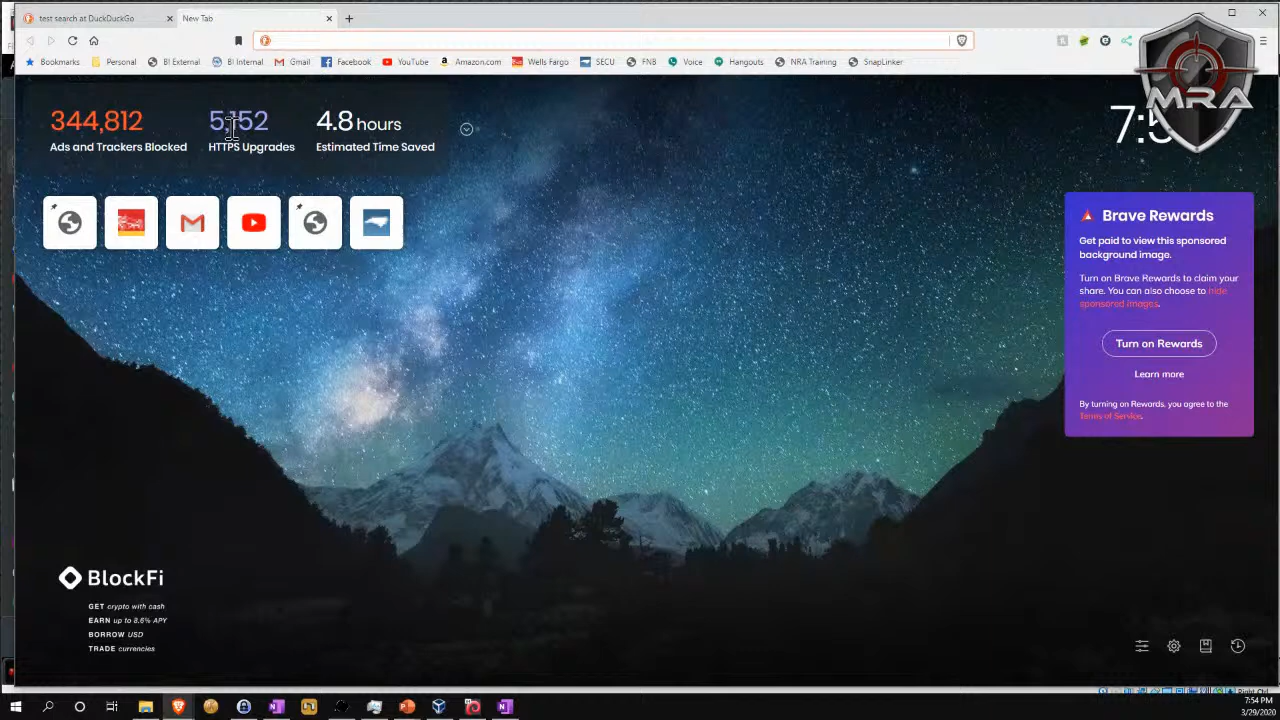 test search at DuckDuckGo
New Tab
Bookmarks Personal BI External BI Internal Gmail Facebook YouTube Amazon.com Wells Fargo SECU FNB Voice Hangouts NRA Training SnapLinker
MRA
344,812
Ads and Trackers Blocked
5,152
HTTPS Upgrades
4.8 hours
Estimated Time Saved
7:5
Brave Rewards
Get paid to view this sponsored
background image.
Turn on Brave Rewards to claim your
share. You can also choose to hide
sponsored images.
Turn on Rewards
Learn more
By turning on Rewards, you agree to the
Terms of Service.
BlockFi
GET crypto with cash
EARN up to 8.6% APY
BORROW USD
TRADE currencies
Right Ctrl
7:54 PM
3/29/2020